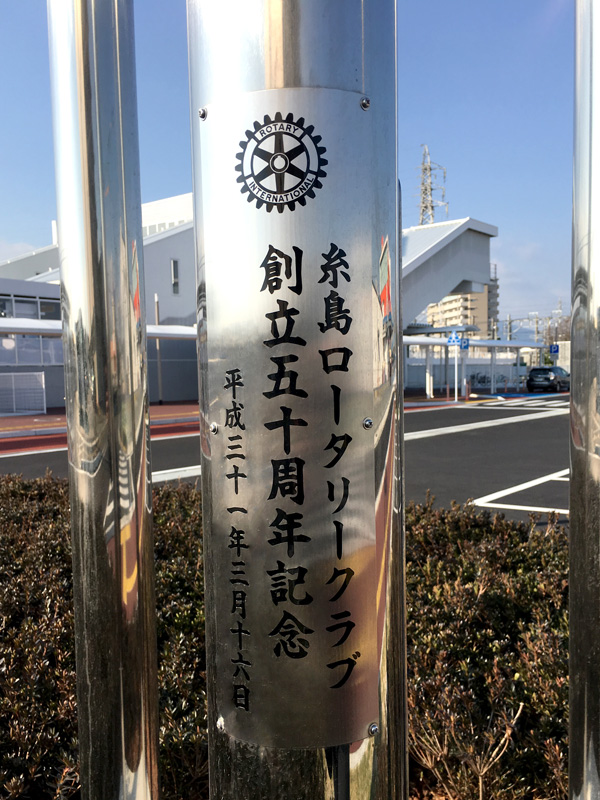 ROTARY
INTERNATIONAL
糸島ロータリークラブ
創立五十周年記念
平成三十一年三月十六日